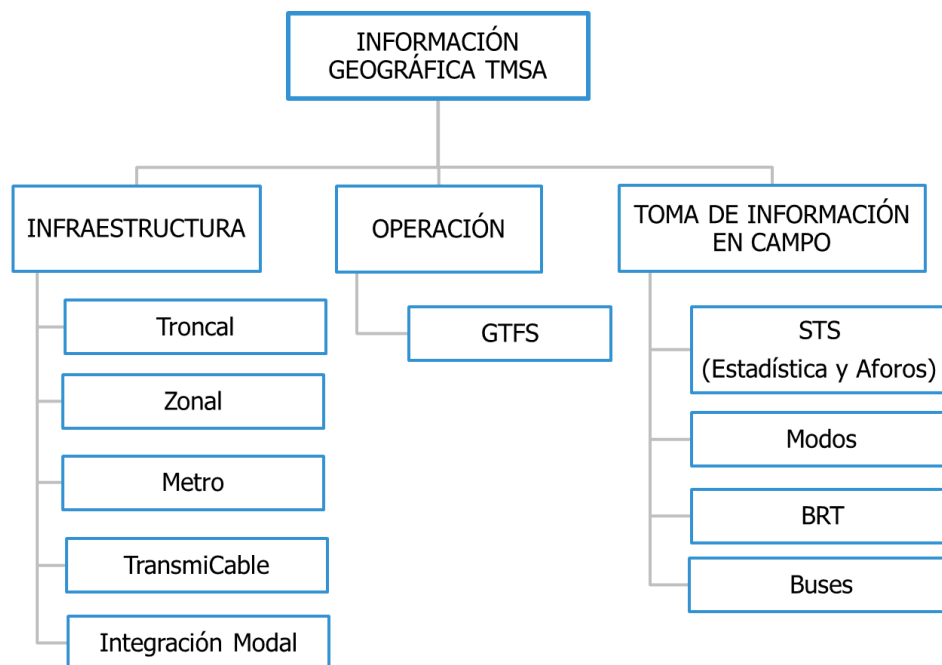 INFORMACIÓN
GEOGRÁFICA TMSA
INFRAESTRUCTURA
OPERACIÓN
TOMA DE INFORMACIÓN
EN CAMPO
Troncal
Zonal
Metro
TransmiCable
Integración Modal
GTFS
STS
(Estadística y Aforos)
Modos
BRT
Buses